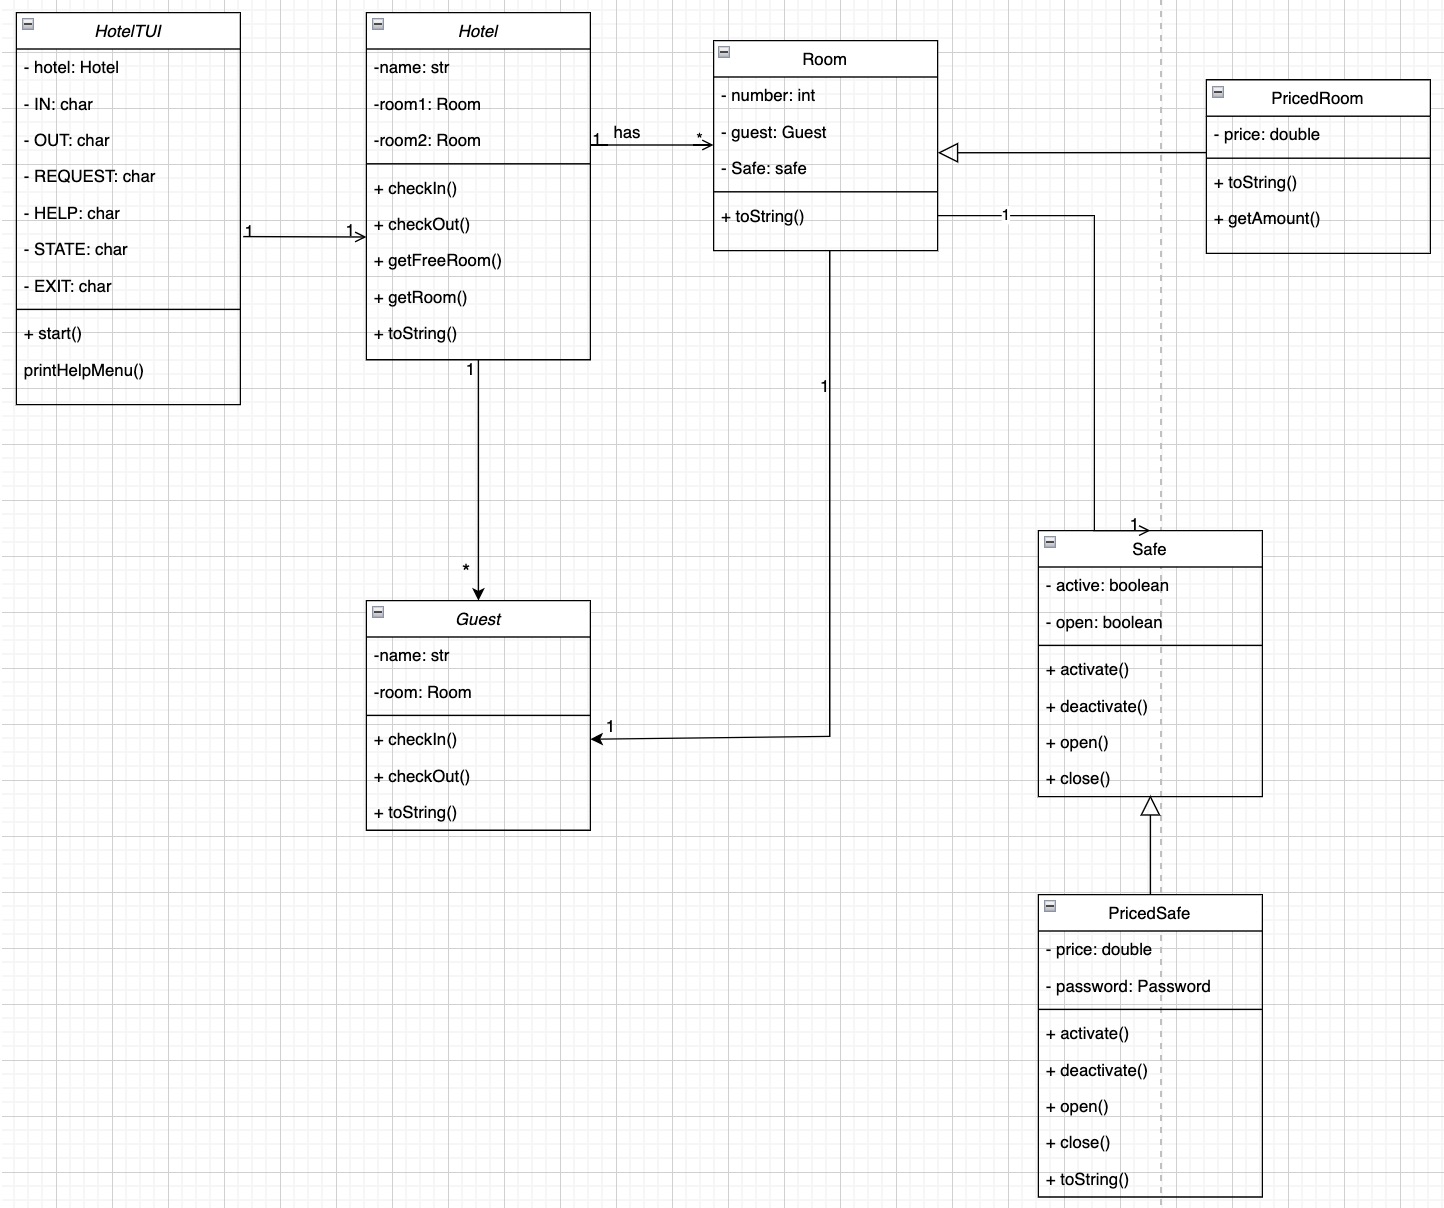 HotelTUI
- hotel: Hotel
- IN: char
- OUT: char
- REQUEST: char
- HELP: char
- STATE: char
- EXIT: char
+ start()
printHelpMenu()
1
1
Hotel
-name: str
-room1: Room
-room2: Room
+ checkIn()
+ checkOut()
+ getFreeRoom()
+ getRoom()
+ toString()
1
has
*
Room
- number: int
- guest: Guest
- Safe: safe
+ toString()
PricedRoom
- price: double
+ toString()
+ getAmount()
1
1
1
*
1
1
Guest
-name: str
-room: Room
+ checkIn()
+ checkOut()
+ toString()
Safe
- active: boolean
- open: boolean
+ activate()
+ deactivate()
+ open()
+ close()
PricedSafe
- price: double
- password: Password
+ activate()
+ deactivate()
+ open()
+ close()
+ toString()